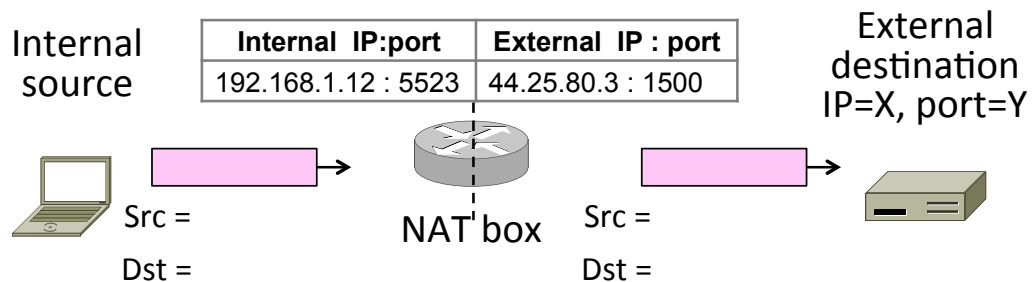 Internal
source
Internal IP:port External IP : port
192.168.1.12 : 5523 44.25.80.3 : 1500
External
destination
IP=X, port=Y
Src =
Dst =
NAT box
Src =
Dst =